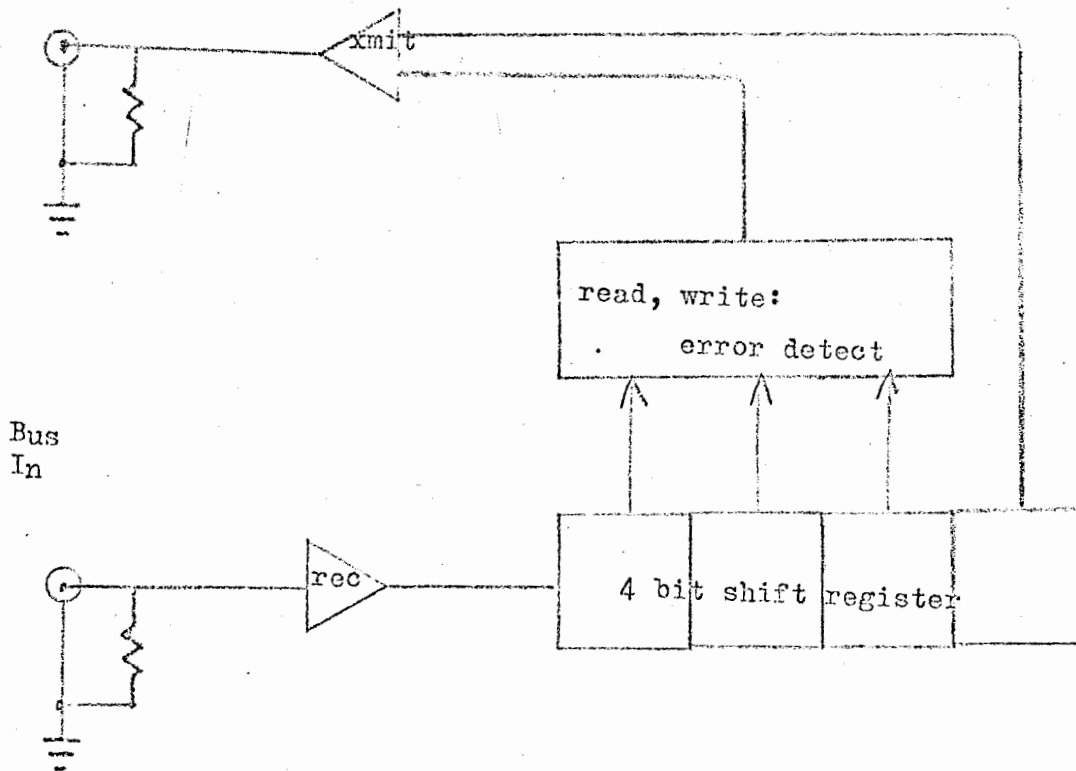 xmit
read, write:
error detect
Bus
In
rec
4 bit shift register